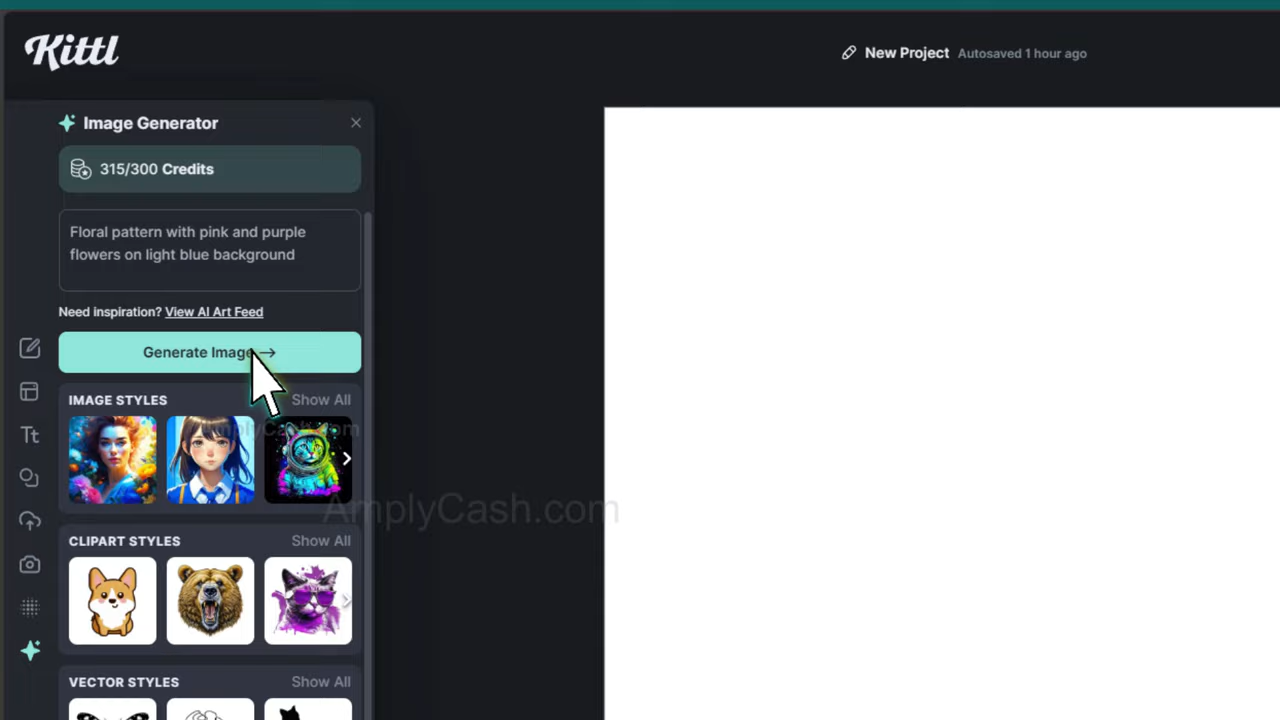 Kittl
New Project Autosaved 1 hour ago
Image Generator
315/300 Credits
Floral pattern with pink and purple
flowers on light blue background
Need inspiration? View AI Art Feed
Generate Image →
IMAGE STYLES Show All
AmplyCash.com
AmplyCash.com
CLIPART STYLES Show All
VECTOR STYLES Show All